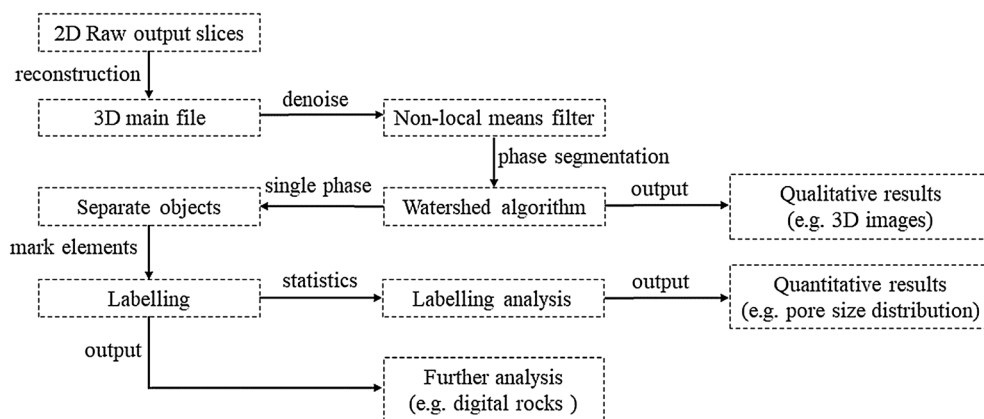 2D Raw output slices
reconstruction
3D main file
denoise
Non-local means filter
phase segmentation
Separate objects
single phase
Watershed algorithm
output
Qualitative results
(e.g. 3D images)
mark elements
Labelling
statistics
Labelling analysis
output
Quantitative results
(e.g. pore size distribution)
output
Further analysis
(e.g. digital rocks )